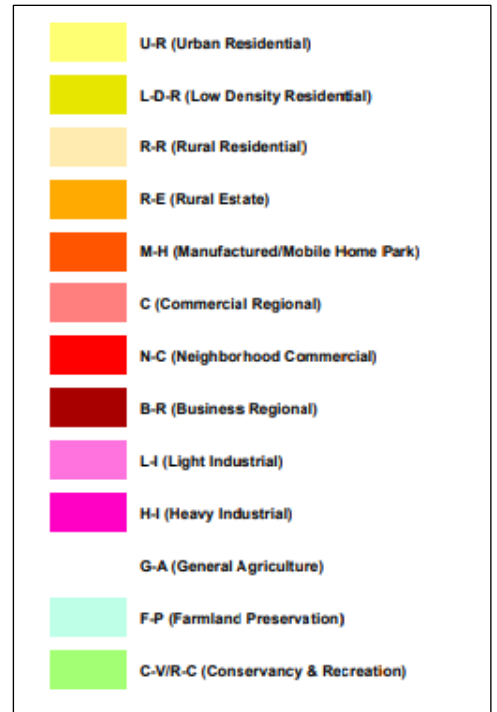 U-R (Urban Residential)
L-D-R (Low Density Residential)
R-R (Rural Residential)
R-E (Rural Estate)
M-H (Manufactured/Mobile Home Park)
C (Commercial Regional)
N-C (Neighborhood Commercial)
B-R (Business Regional)
L-I (Light Industrial)
H-I (Heavy Industrial)
G-A (General Agriculture)
F-P (Farmland Preservation)
C-V/R-C (Conservancy & Recreation)